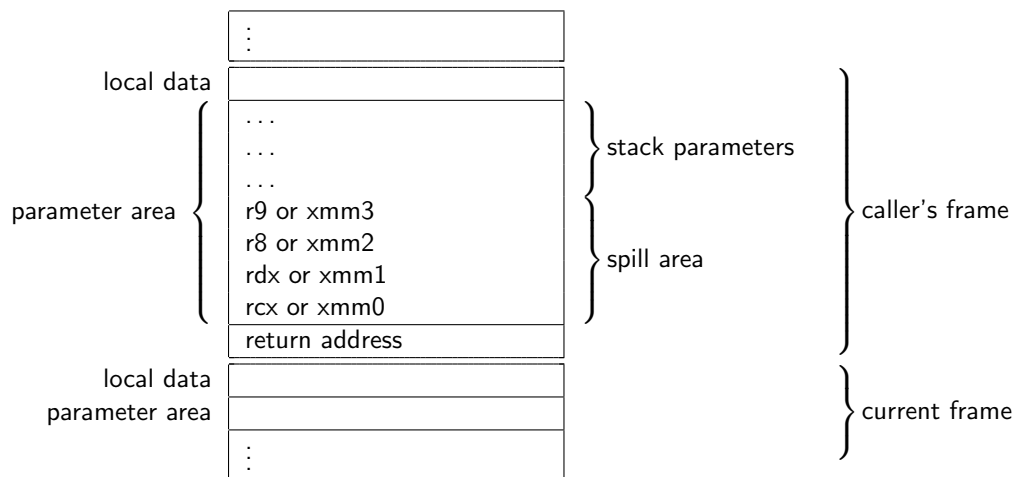 ⋮
local data
...
...
stack parameters
...
parameter area
r9 or xmm3
caller's frame
r8 or xmm2
spill area
rdx or xmm1
rcx or xmm0
return address
local data
parameter area
current frame
⋮